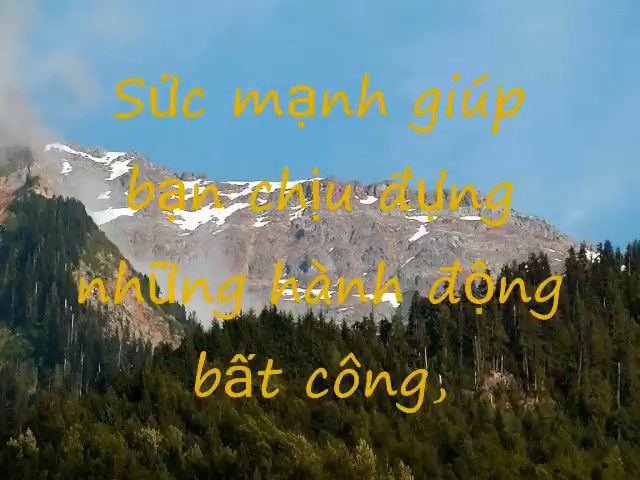 Sức mạnh giúp
bạn chịu đựng
những hành động
bất công,